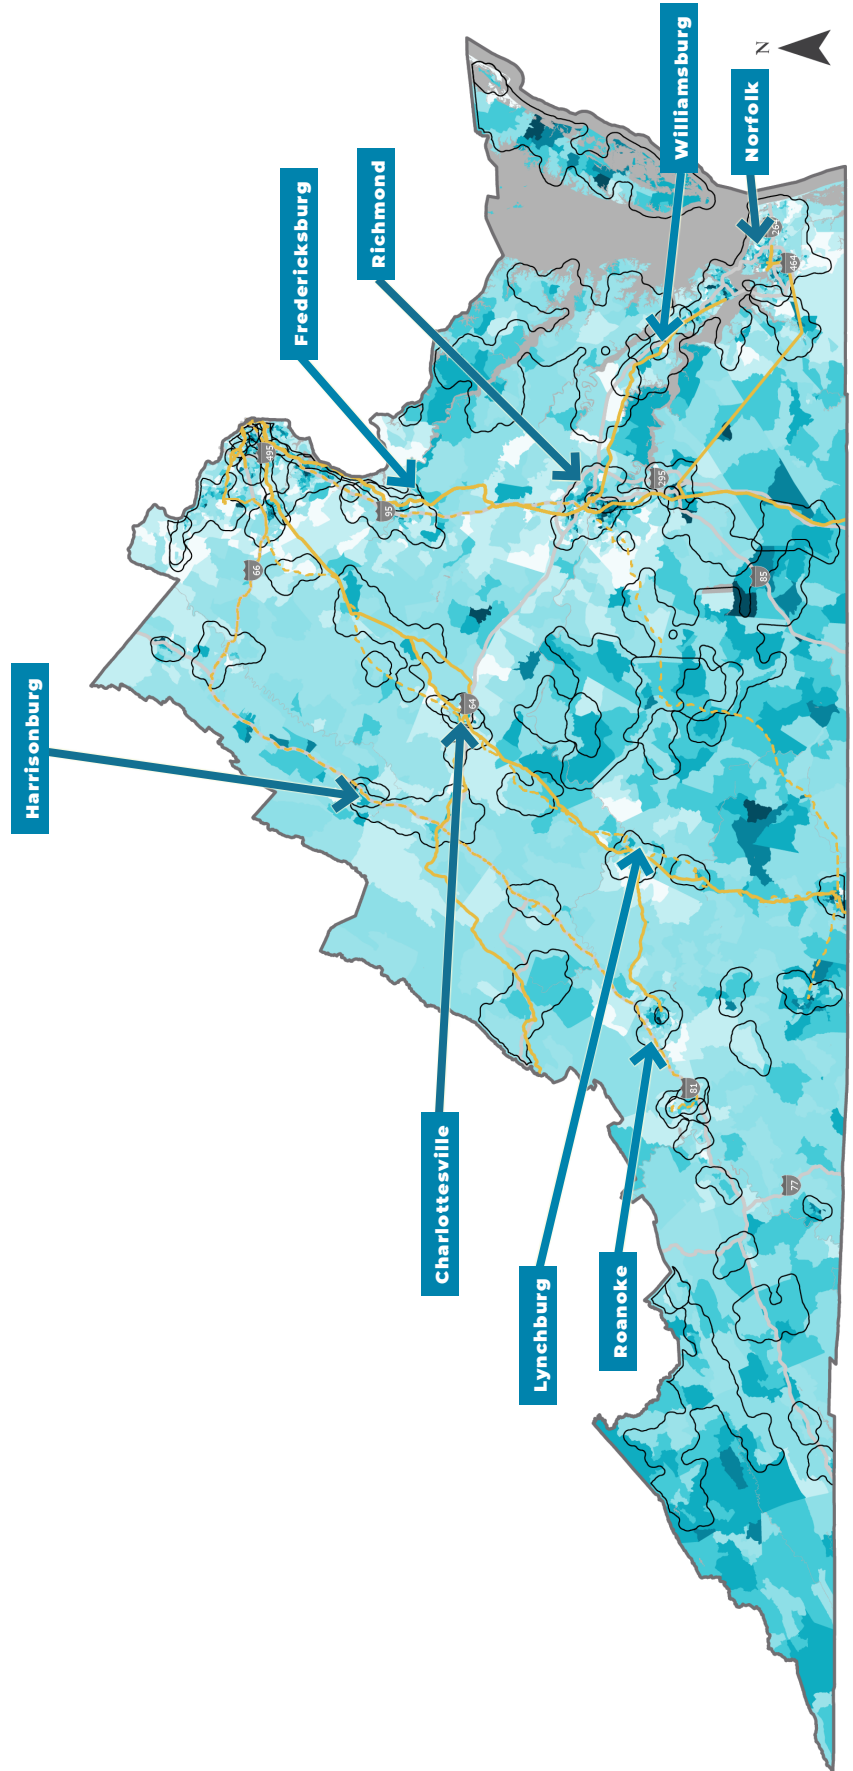 N
Williamsburg
Norfolk
Richmond
Fredericksburg
Harrisonburg
Charlottesville
Lynchburg
Roanoke
495
95
66
64
295
85
264
464
81
77